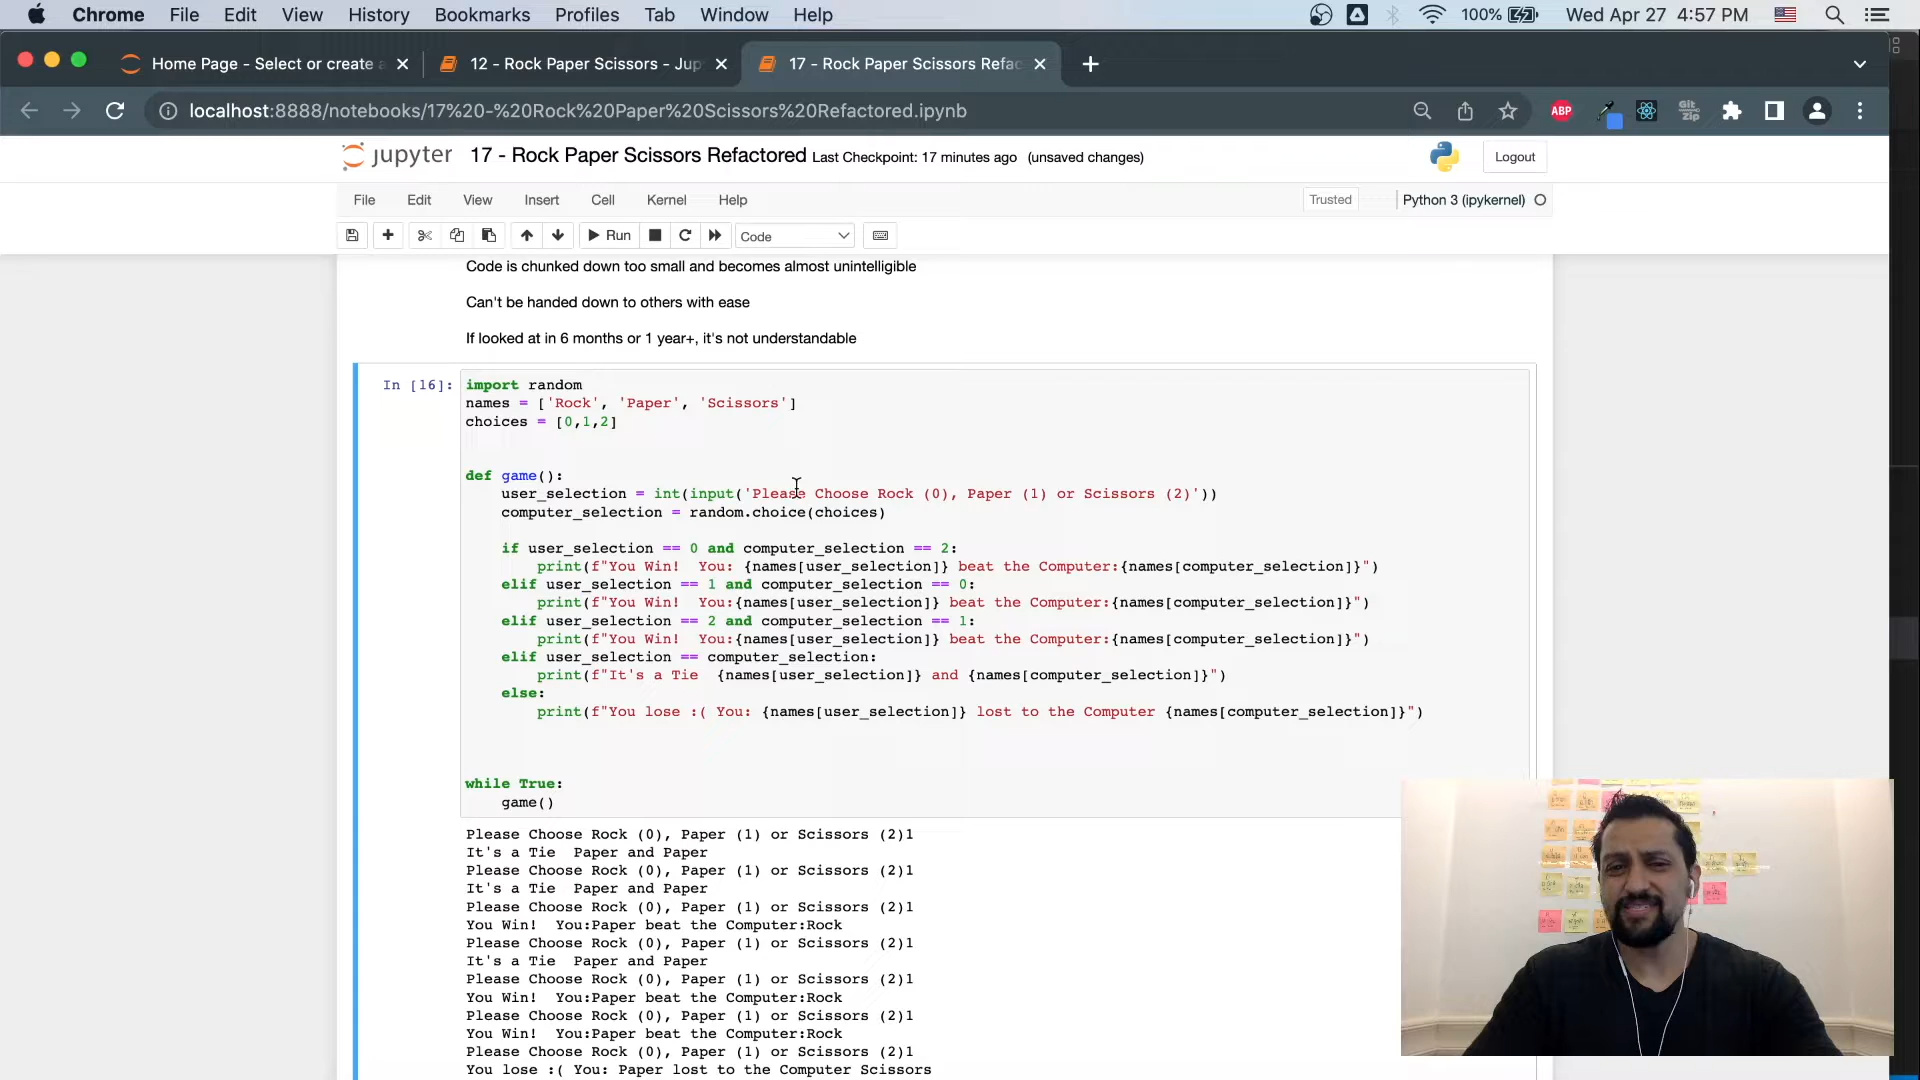 Chrome File Edit View History Bookmarks Profiles Tab Window Help 100% Wed Apr 27 4:57 PM
Home Page - Select or create a 12 - Rock Paper Scissors - Jup 17 - Rock Paper Scissors Refac
localhost:8888/notebooks/17%20-%20Rock%20Paper%20Scissors%20Refactored.ipynb ABP Git Zip
jupyter 17 - Rock Paper Scissors Refactored Last Checkpoint: 17 minutes ago (unsaved changes) Logout
File Edit View Insert Cell Kernel Help Trusted Python 3 (ipykernel)
Run Code
Code is chunked down too small and becomes almost unintelligible
Can't be handed down to others with ease
If looked at in 6 months or 1 year+, it's not understandable
In [16]: import random
names = ['Rock', 'Paper', 'Scissors']
choices = [0,1,2]
def game():
user_selection = int(input('Please Choose Rock (0), Paper (1) or Scissors (2)'))
computer_selection = random.choice(choices)
if user_selection == 0 and computer_selection == 2:
print(f"You Win!  You: {names[user_selection]} beat the Computer:{names[computer_selection]}")
elif user_selection == 1 and computer_selection == 0:
print(f"You Win!  You:{names[user_selection]} beat the Computer:{names[computer_selection]}")
elif user_selection == 2 and computer_selection == 1:
print(f"You Win!  You:{names[user_selection]} beat the Computer:{names[computer_selection]}")
elif user_selection == computer_selection:
print(f"It's a Tie  {names[user_selection]} and {names[computer_selection]}")
else:
print(f"You lose :( You: {names[user_selection]} lost to the Computer {names[computer_selection]}")
while True:
game()
Please Choose Rock (0), Paper (1) or Scissors (2)1
It's a Tie  Paper and Paper
Please Choose Rock (0), Paper (1) or Scissors (2)1
It's a Tie  Paper and Paper
Please Choose Rock (0), Paper (1) or Scissors (2)1
You Win!  You:Paper beat the Computer:Rock
Please Choose Rock (0), Paper (1) or Scissors (2)1
It's a Tie  Paper and Paper
Please Choose Rock (0), Paper (1) or Scissors (2)1
You Win!  You:Paper beat the Computer:Rock
Please Choose Rock (0), Paper (1) or Scissors (2)1
You Win!  You:Paper beat the Computer:Rock
Please Choose Rock (0), Paper (1) or Scissors (2)1
You lose :( You: Paper lost to the Computer Scissors